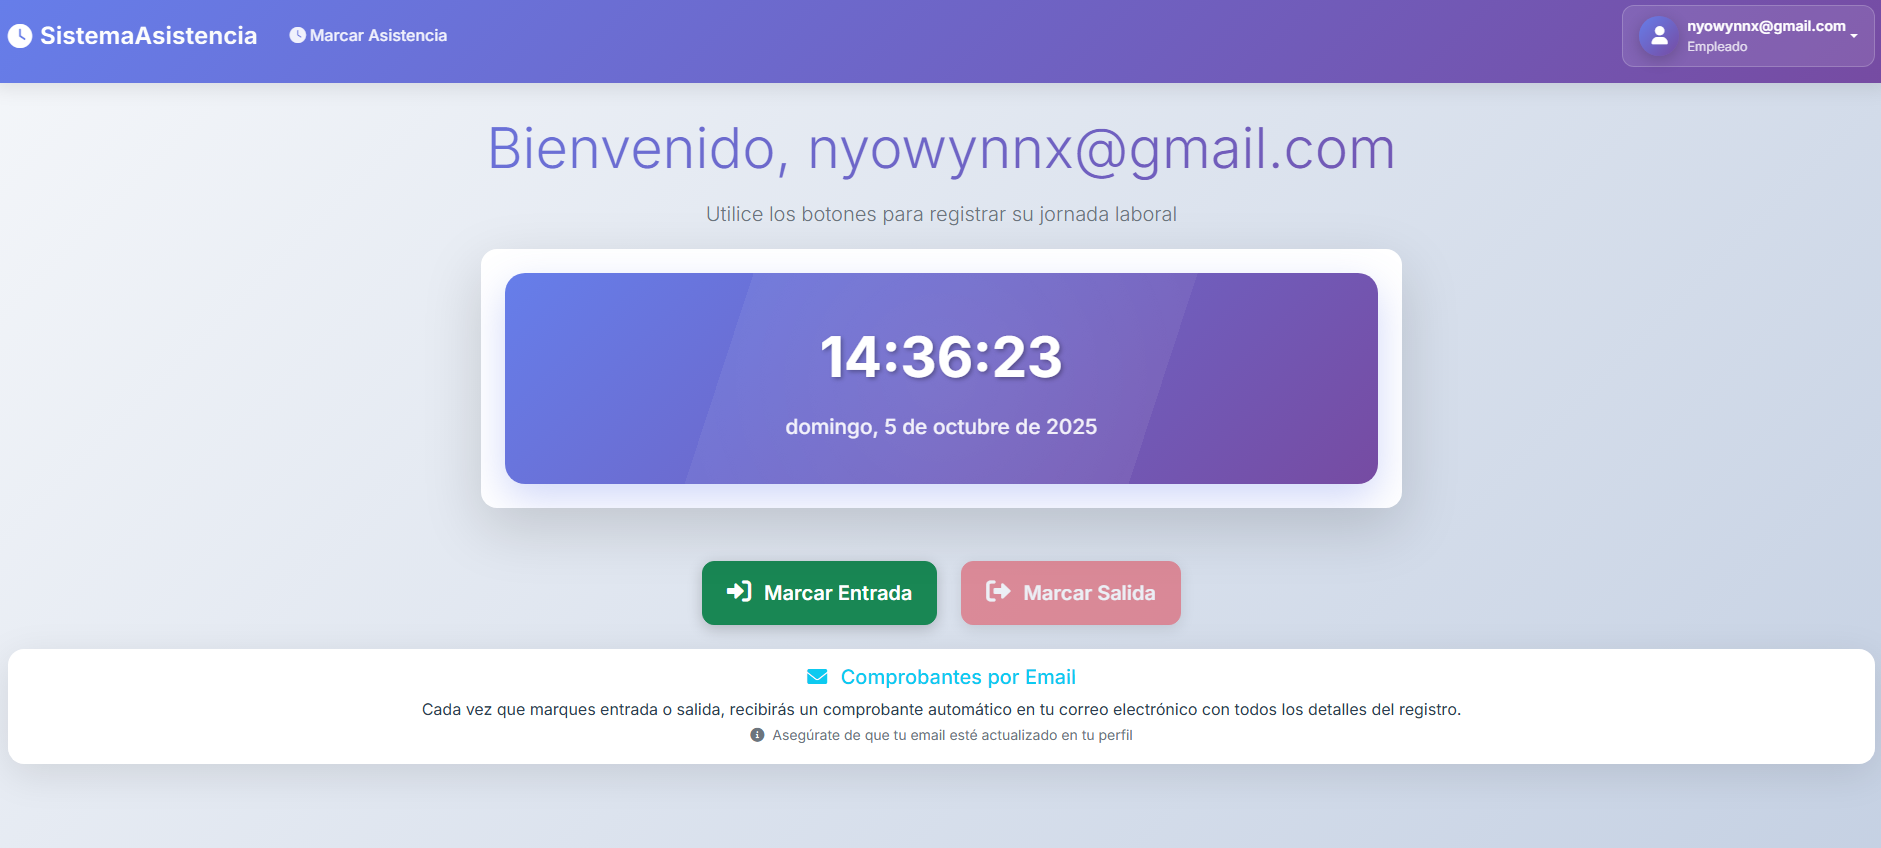 SistemaAsistencia
Marcar Asistencia
nyowynnx@gmail.com
Empleado
Bienvenido, nyowynnx@gmail.com
Utilice los botones para registrar su jornada laboral
14:36:23
domingo, 5 de octubre de 2025
Marcar Entrada
Marcar Salida
Comprobantes por Email
Cada vez que marques entrada o salida, recibirás un comprobante automático en tu correo electrónico con todos los detalles del registro.
Asegúrate de que tu email esté actualizado en tu perfil